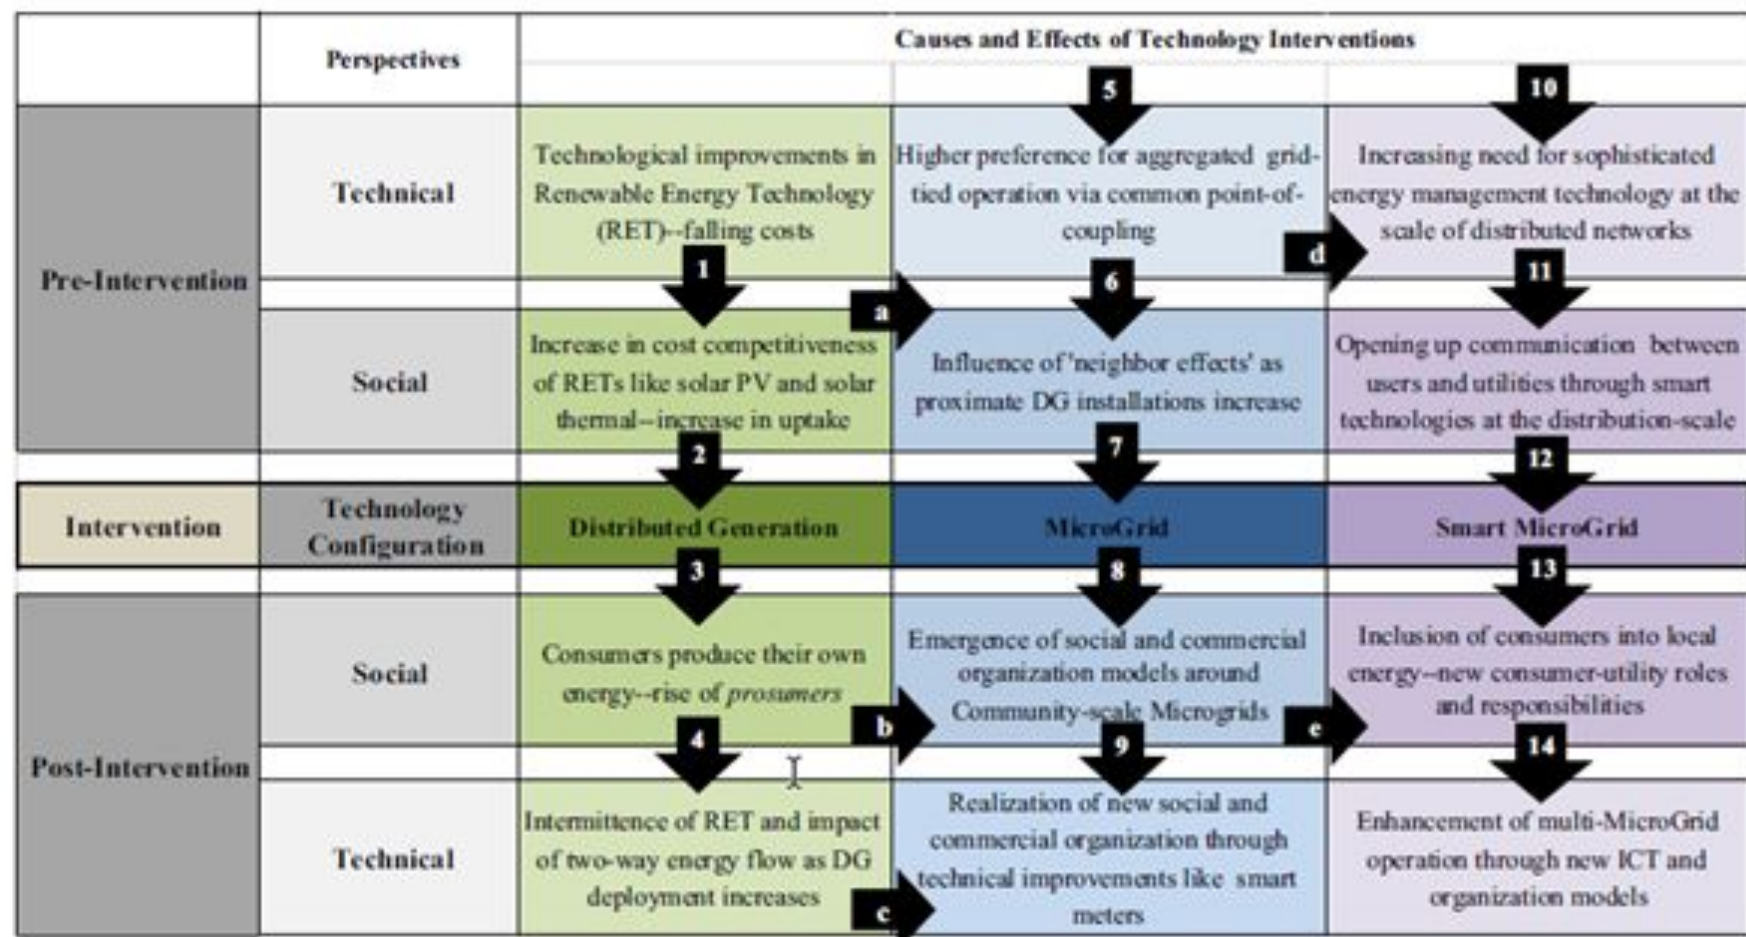 Perspectives
Causes and Effects of Technology Interventions
5
10
Pre-Intervention
Technical
Technological improvements in
Renewable Energy Technology
(RET)--falling costs
Higher preference for aggregated grid-
tied operation via common point-of-
coupling
Increasing need for sophisticated
energy management technology at the
scale of distributed networks
1
a
6
d
11
Social
Increase in cost competitiveness
of RETs like solar PV and solar
thermal--increase in uptake
Influence of 'neighbor effects' as
proximate DG installations increase
Opening up communication between
users and utilities through smart
technologies at the distribution-scale
2
7
12
Intervention
Technology
Configuration
Distributed Generation
MicroGrid
Smart MicroGrid
3
8
13
Post-Intervention
Social
Consumers produce their own
energy--rise of prosumers
b
Emergence of social and commercial
organization models around
Community-scale Microgrids
e
Inclusion of consumers into local
energy--new consumer-utility roles
and responsibilities
4
9
14
Technical
Intermittence of RET and impact
of two-way energy flow as DG
deployment increases
c
Realization of new social and
commercial organization through
technical improvements like smart
meters
Enhancement of multi-MicroGrid
operation through new ICT and
organization models